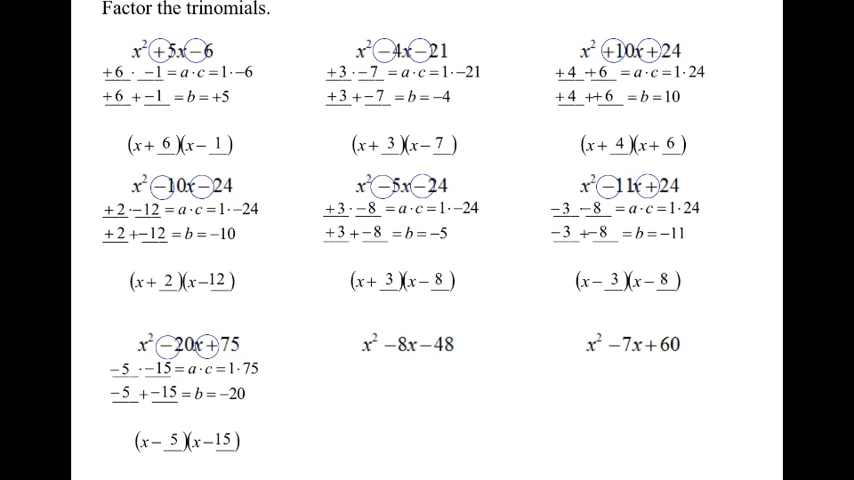 Factor the trinomials.
x² +5x−6 x² −4x−21 x² +10x+24
+6 · −1 = a·c = 1·−6 +3 · −7 = a·c = 1·−21 +4 +6 = a·c = 1·24
+6 + −1 = b = +5 +3 + −7 = b = −4 +4 + +6 = b = 10
(x+ 6 )(x− 1 ) (x+ 3 )(x− 7 ) (x+ 4 )(x+ 6 )
x² −10x−24 x² −5x−24 x² −11x+24
+2 · −12 = a·c = 1·−24 +3 · −8 = a·c = 1·−24 −3 −8 = a·c = 1·24
+2 + −12 = b = −10 +3 + −8 = b = −5 −3 + −8 = b = −11
(x+ 2 )(x−12 ) (x+ 3 )(x− 8 ) (x− 3 )(x− 8 )
x² −20x+75 x² −8x−48 x² −7x+60
−5 · −15 = a·c = 1·75
−5 + −15 = b = −20
(x− 5 )(x−15 )